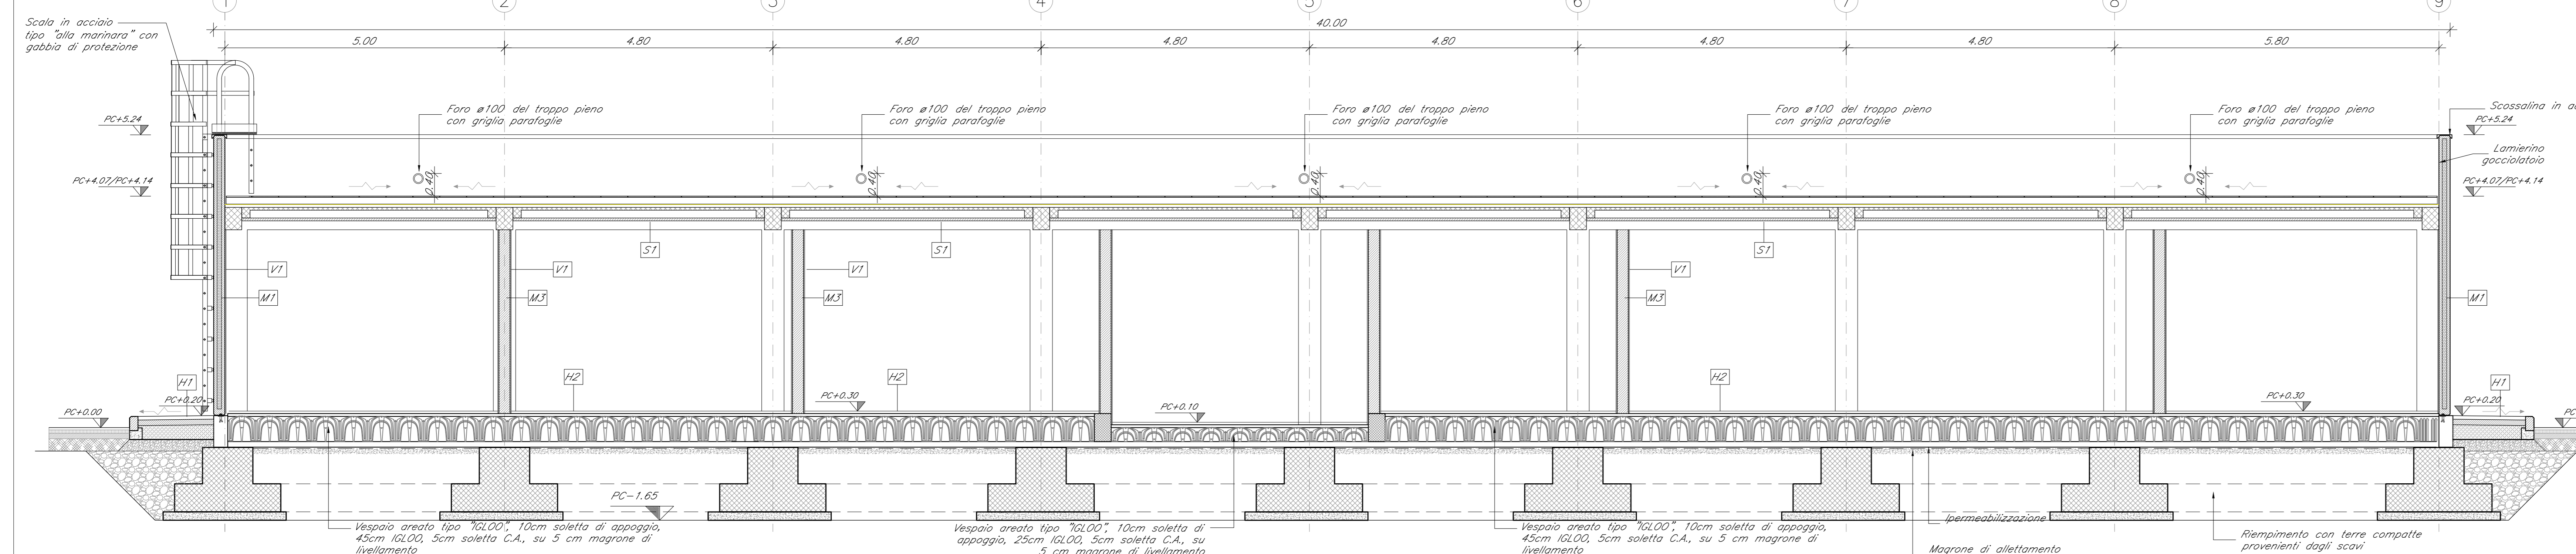 1 2 3 4 5 6 7 8 9
Scala in acciaio
tipo "alla marinara" con
gabbia di protezione
40.00
5.00 4.80 4.80 4.80 4.80 4.80 4.80 5.80
Foro ø100 del troppo pieno
con griglia parafoglie
Foro ø100 del troppo pieno
con griglia parafoglie
Foro ø100 del troppo pieno
con griglia parafoglie
Foro ø100 del troppo pieno
con griglia parafoglie
Foro ø100 del troppo pieno
con griglia parafoglie
Scossalina in
PC+5.24
PC+5.24
Lamierino
gocciolatoio
PC+4.07/PC+4.14
PC+4.07/PC+4.14
0.40 0.40 0.40 0.40 0.40
S1 S1 S1
V1 V1 V1 V1
M1 M3 M3 M3 M1
H1 H2 H2 H2 H1
PC+0.00 PC+0.20 PC+0.30 PC+0.10 PC+0.30 PC+0.20
PC-1.65
Vespaio areato tipo "IGLOO", 10cm soletta di appoggio,
45cm IGLOO, 5cm soletta C.A., su 5 cm magrone di
livellamento
Vespaio areato tipo "IGLOO", 10cm soletta di
appoggio, 25cm IGLOO, 5cm soletta C.A., su
5 cm magrone di livellamento
Vespaio areato tipo "IGLOO", 10cm soletta di appoggio,
45cm IGLOO, 5cm soletta C.A., su 5 cm magrone di
livellamento
Ipermeabilizzazione
Magrone di allettamento
Riempimento con terre compatte
provenienti dagli scavi